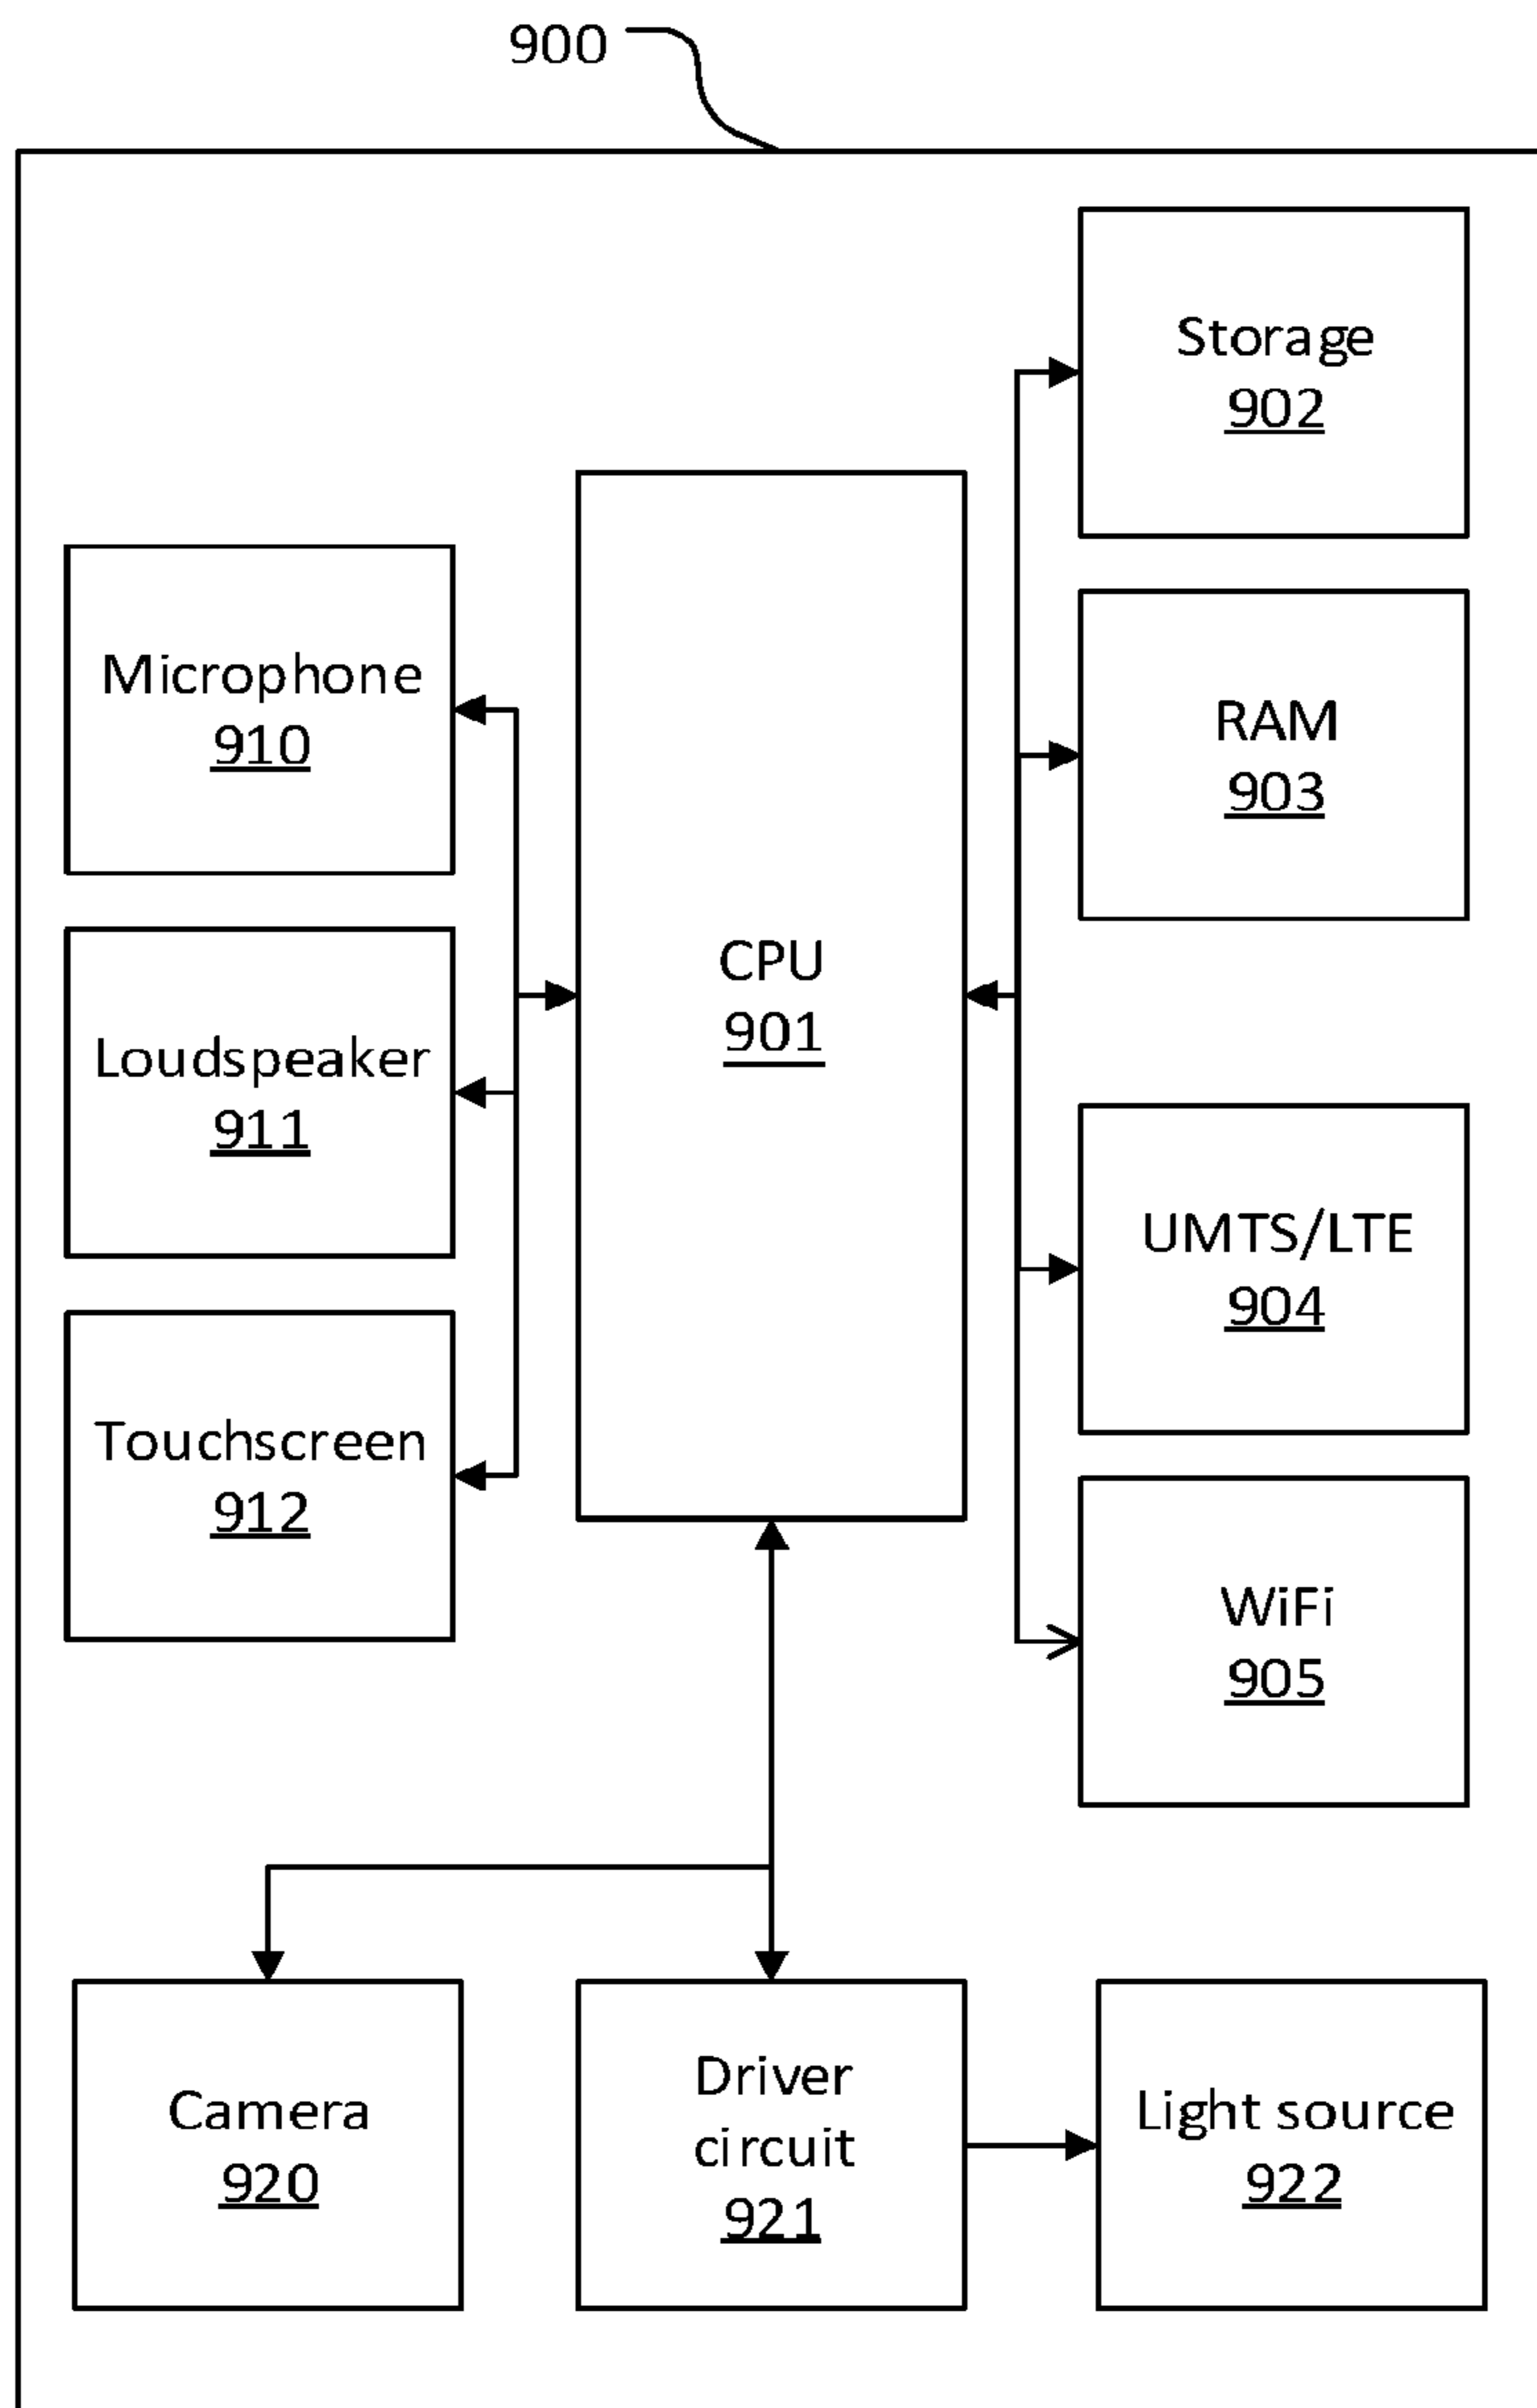 900
Storage
902
Microphone
910
RAM
903
CPU
901
Loudspeaker
911
UMTS/LTE
904
Touchscreen
912
WiFi
905
Camera
920
Driver
circuit
921
Light source
922